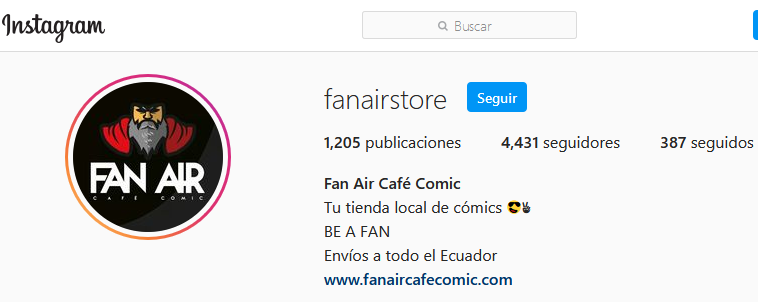 Instagram
Buscar
FAN AIR
CAFÉ COMIC
fanairstore Seguir
1,205 publicaciones 4,431 seguidores 387 seguidos
Fan Air Café Comic
Tu tienda local de cómics 😎✌🏿
BE A FAN
Envíos a todo el Ecuador
www.fanaircafecomic.com